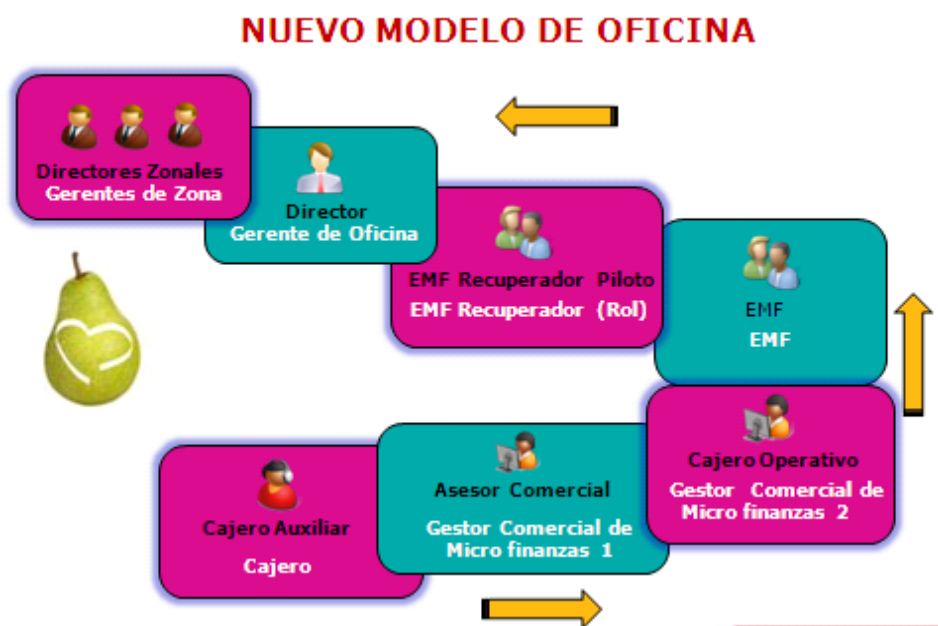 NUEVO MODELO DE OFICINA
Directores Zonales
Gerentes de Zona
Director
Gerente de Oficina
EMF Recuperador Piloto
EMF Recuperador (Rol)
EMF
EMF
Cajero Operativo
Gestor Comercial de
Micro finanzas 2
Asesor Comercial
Gestor Comercial de
Micro finanzas 1
Cajero Auxiliar
Cajero